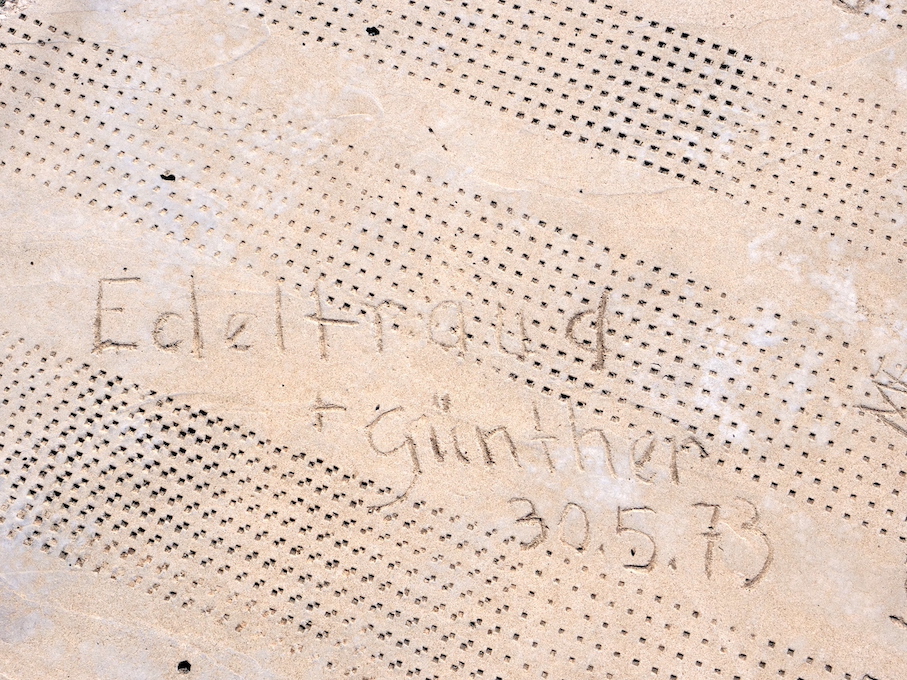 Edeltraud
+ Günther
30.5.73